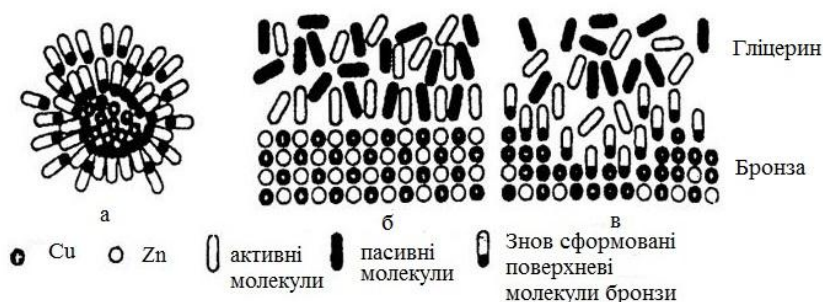 Гліцерин
Бронза
а б в
Cu Zn активні молекули пасивні молекули Знов сформовані поверхневі молекули бронзи